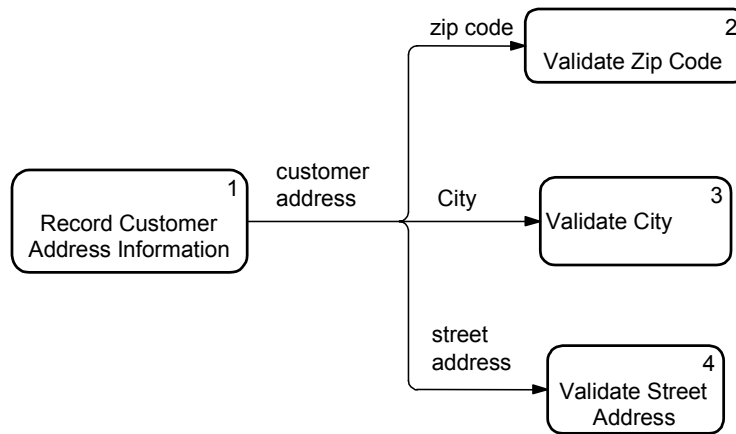 zip code
2
Validate Zip Code
1
Record Customer
Address Information
customer
address
City
3
Validate City
street
address
4
Validate Street
Address